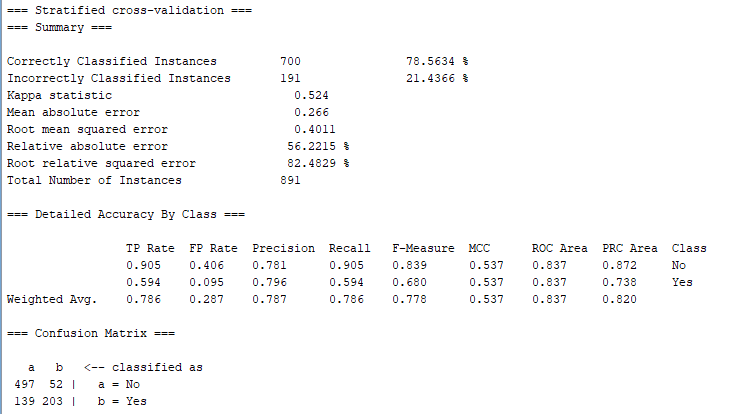 === Stratified cross-validation ===
=== Summary ===
Correctly Classified Instances 700 78.5634 %
Incorrectly Classified Instances 191 21.4366 %
Kappa statistic 0.524
Mean absolute error 0.266
Root mean squared error 0.4011
Relative absolute error 56.2215 %
Root relative squared error 82.4829 %
Total Number of Instances 891
=== Detailed Accuracy By Class ===
TP Rate FP Rate Precision Recall F-Measure MCC ROC Area PRC Area Class
0.905 0.406 0.781 0.905 0.839 0.537 0.837 0.872 No
0.594 0.095 0.796 0.594 0.680 0.537 0.837 0.738 Yes
Weighted Avg. 0.786 0.287 0.787 0.786 0.778 0.537 0.837 0.820
=== Confusion Matrix ===
a b <-- classified as
497 52 | a = No
139 203 | b = Yes